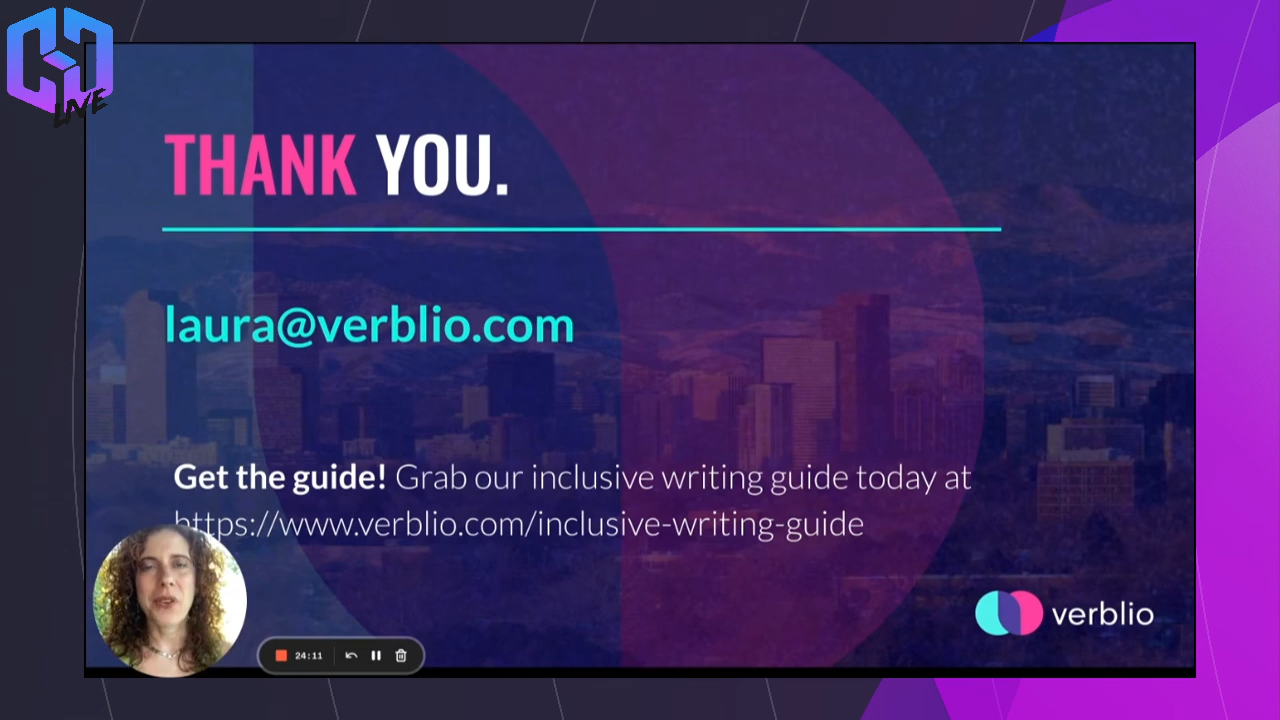 LIVE
THANK YOU.
laura@verblio.com
Get the guide! Grab our inclusive writing guide today at
https://www.verblio.com/inclusive-writing-guide
verblio
24:11